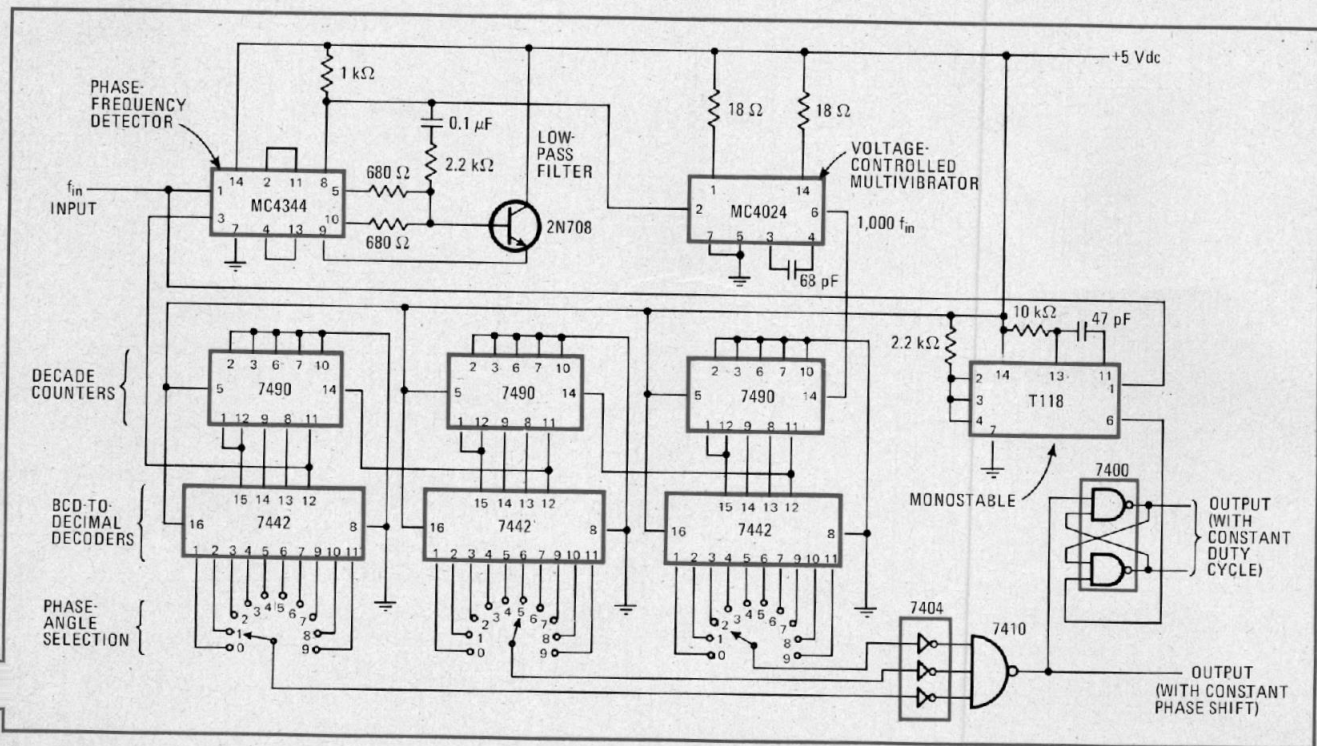 +5 Vdc
1 kΩ
PHASE-
FREQUENCY
DETECTOR
0.1 µF
2.2 kΩ
LOW-
PASS
FILTER
18 Ω
18 Ω
VOLTAGE-
CONTROLLED
MULTIVIBRATOR
fin
INPUT
14 2 11 8
1 5
MC4344
3 10
7 4 13 9
680 Ω
680 Ω
2N708
1 14
2 MC4024 6
7 5 3 4
1,000 fin
68 pF
10 kΩ
47 pF
2.2 kΩ
DECADE
COUNTERS
2 3 6 7 10
5 7490 14
1 12 9 8 11
2 3 6 7 10
5 7490 14
1 12 9 8 11
2 3 6 7 10
5 7490 14
1 12 9 8 11
14 13 11
2 1
3 T118
4 6
7
MONOSTABLE
7400
OUTPUT
(WITH
CONSTANT
DUTY
CYCLE)
BCD-TO-
DECIMAL
DECODERS
15 14 13 12
16 7442 8
1 2 3 4 5 6 7 9 10 11
15 14 13 12
16 7442 8
1 2 3 4 5 6 7 9 10 11
15 14 13 12
16 7442 8
1 2 3 4 5 6 7 9 10 11
PHASE-
ANGLE
SELECTION
0 1 2 3 4 5 6 7 8 9
0 1 2 3 4 5 6 7 8 9
0 1 2 3 4 5 6 7 8 9
7404
7410
OUTPUT
(WITH CONSTANT
PHASE SHIFT)